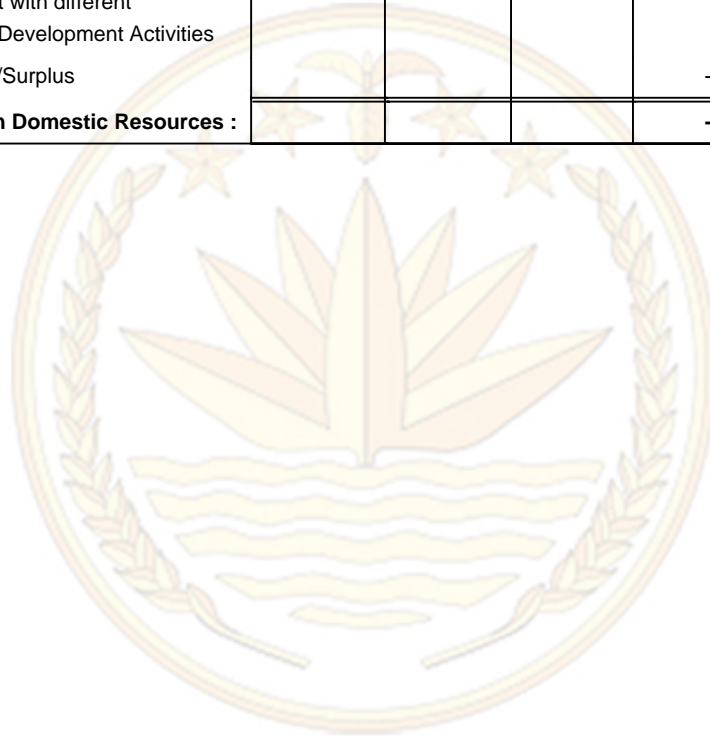 with different
Development Activities
/Surplus
Domestic Resources :